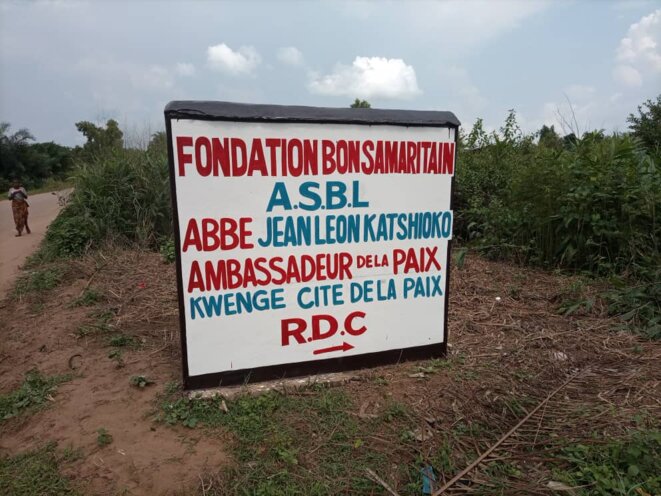 FONDATION BON SAMARITAIN
A.S.B.L
ABBE JEAN LEON KATSHIOKO
AMBASSADEUR DE LA PAIX
KWENGE CITE DE LA PAIX
R.D.C